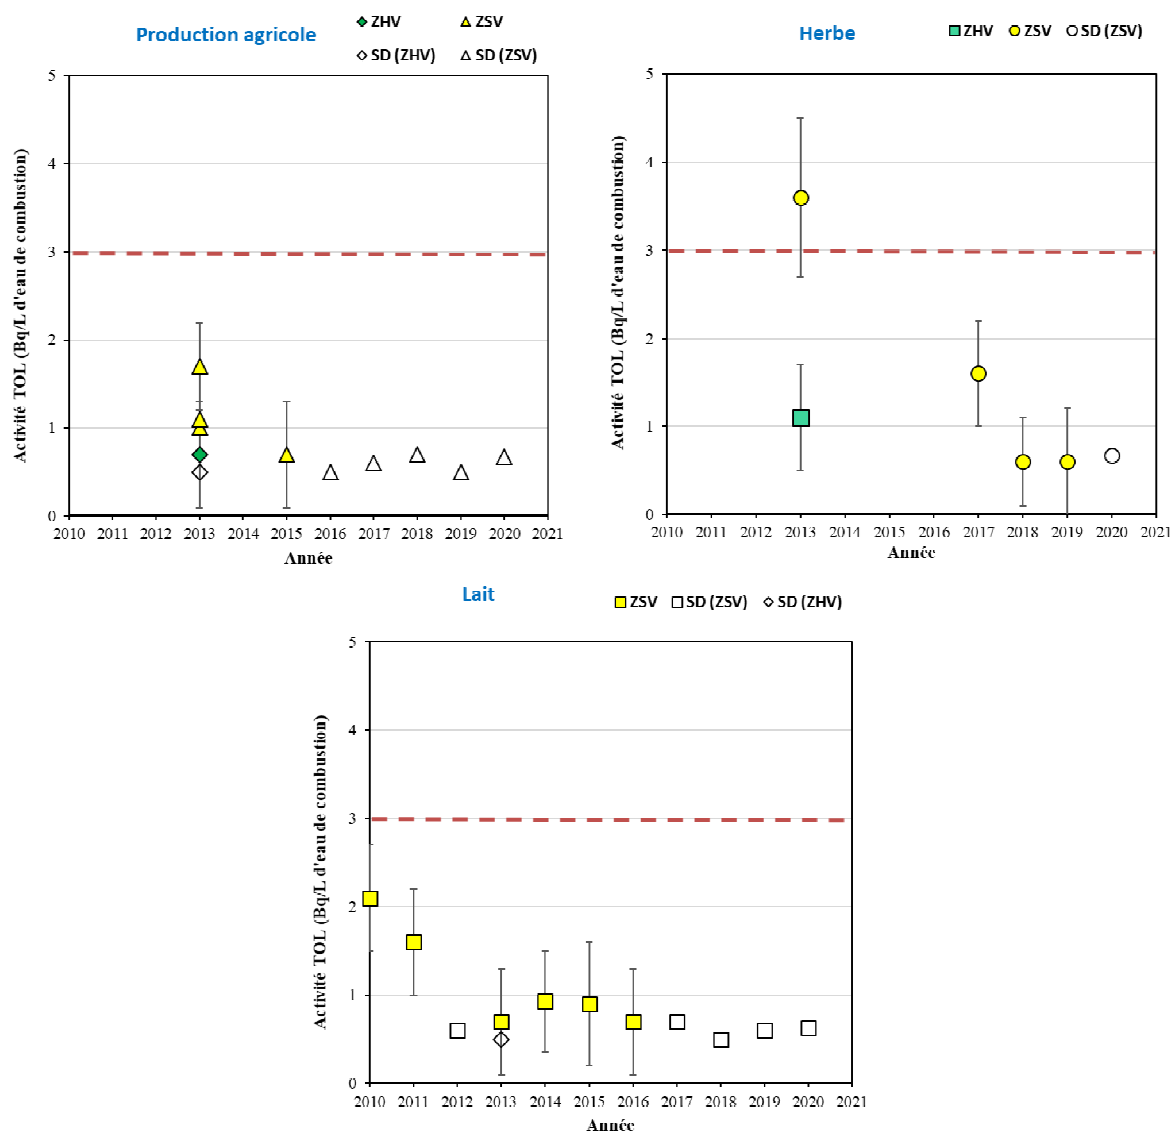 Production agricole
ZHV
ZSV
SD (ZHV)
SD (ZSV)
Activité TOL (Bq/L d'eau de combustion)
5
4
3
2
1
0
2010 2011 2012 2013 2014 2015 2016 2017 2018 2019 2020 2021
Année
Herbe
ZHV
ZSV
SD (ZSV)
Activité TOL (Bq/L d'eau de combustion)
5
4
3
2
1
0
2010 2011 2012 2013 2014 2015 2016 2017 2018 2019 2020 2021
Année
Lait
ZSV
SD (ZSV)
SD (ZHV)
Activité TOL (Bq/L d'eau de combustion)
5
4
3
2
1
0
2010 2011 2012 2013 2014 2015 2016 2017 2018 2019 2020 2021
Année